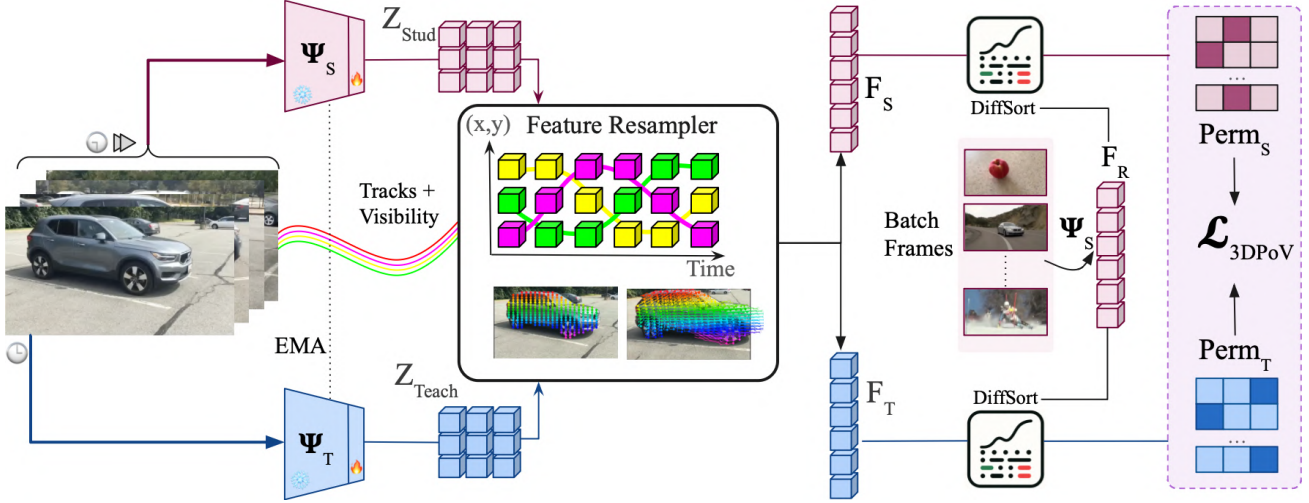 Ψ_S
Z_Stud
F_S
DiffSort
(x,y)
Feature Resampler
Tracks +
Visibility
Time
EMA
Batch
Frames
Ψ_S
F_R
Perm_S
...
ℒ_3DPoV
Perm_T
...
Ψ_T
Z_Teach
F_T
DiffSort